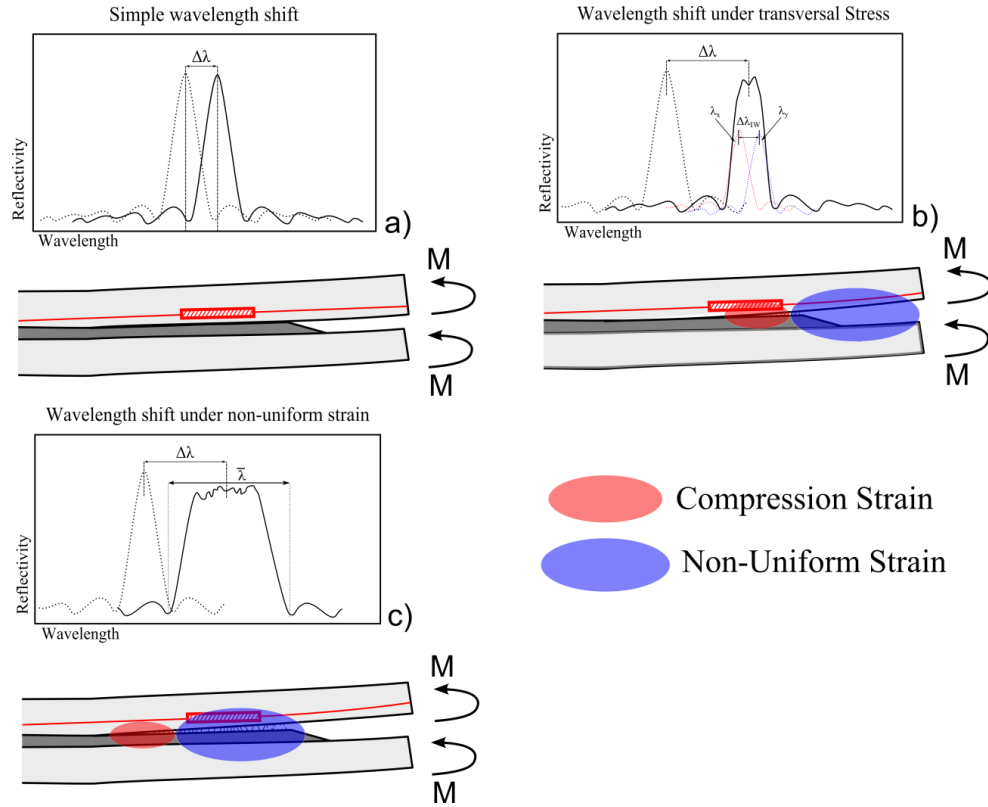 Simple wavelength shift
Δλ
Reflectivity
Wavelength
a)
M
M
Wavelength shift under transversal Stress
Δλ
λx
ΔλIW
λy
Reflectivity
Wavelength
b)
M
M
Wavelength shift under non-uniform strain
Δλ
λ̅
Reflectivity
Wavelength
c)
M
M
Compression Strain
Non-Uniform Strain